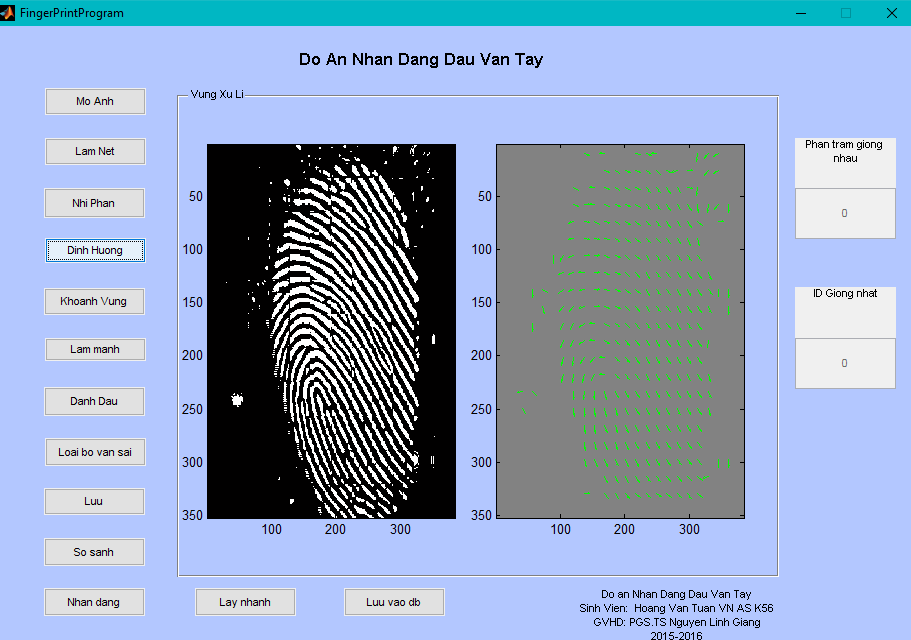 FingerPrintProgram
Do An Nhan Dang Dau Van Tay
Mo Anh
Lam Net
Nhi Phan
Dinh Huong
Khoanh Vung
Lam manh
Danh Dau
Loai bo van sai
Luu
So sanh
Nhan dang
Vung Xu Li
50
100
150
200
250
300
350
100 200 300
50
100
150
200
250
300
350
100 200 300
Phan tram giong
nhau
0
ID Giong nhat
0
Lay nhanh
Luu vao db
Do an Nhan Dang Dau Van Tay
Sinh Vien: Hoang Van Tuan VN AS K56
GVHD: PGS.TS Nguyen Linh Giang
2015-2016